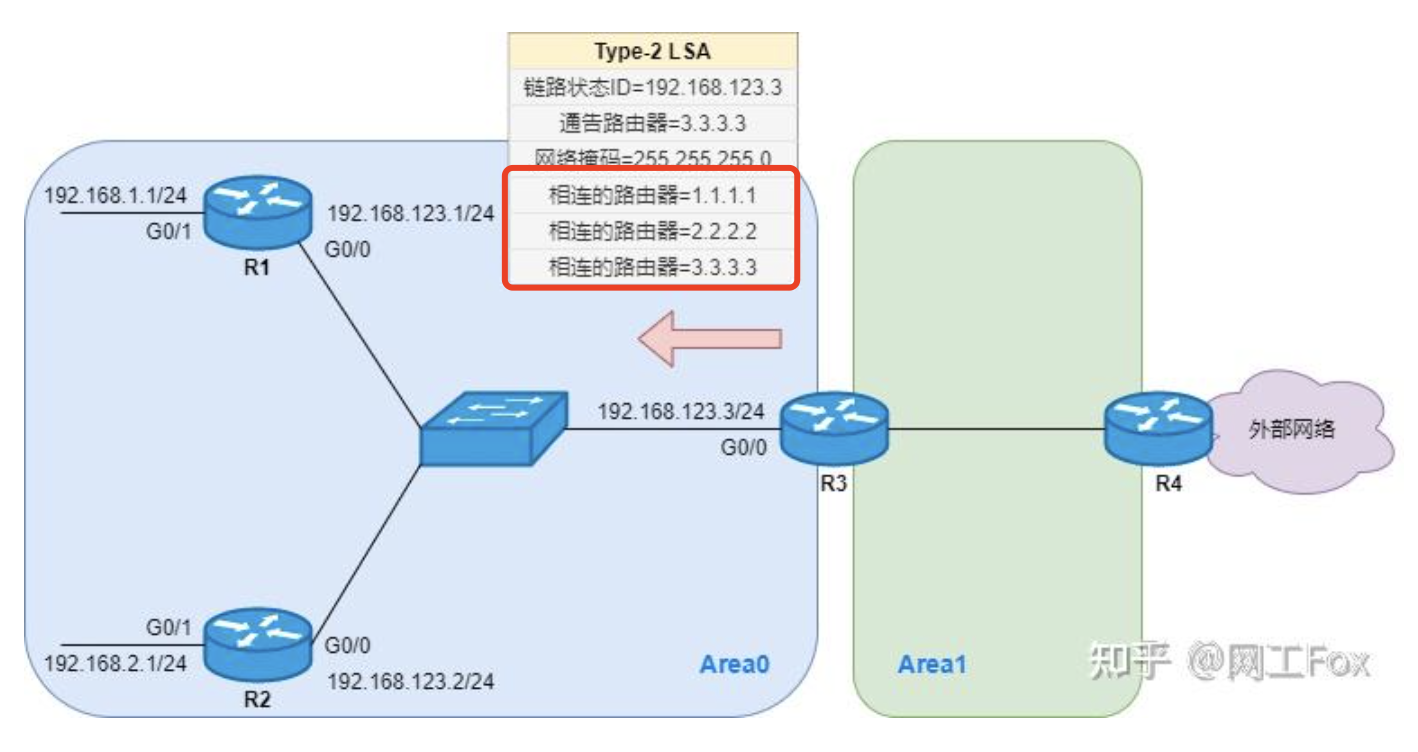 Type-2 LSA
链路状态ID=192.168.123.3
通告路由器=3.3.3.3
网络掩码=255.255.255.0
相连的路由器=1.1.1.1
相连的路由器=2.2.2.2
相连的路由器=3.3.3.3
192.168.1.1/24
G0/1
R1
192.168.123.1/24
G0/0
192.168.123.3/24
G0/0
R3
R4
外部网络
G0/1
192.168.2.1/24
R2
G0/0
192.168.123.2/24
Area0
Area1
知乎 @网工Fox